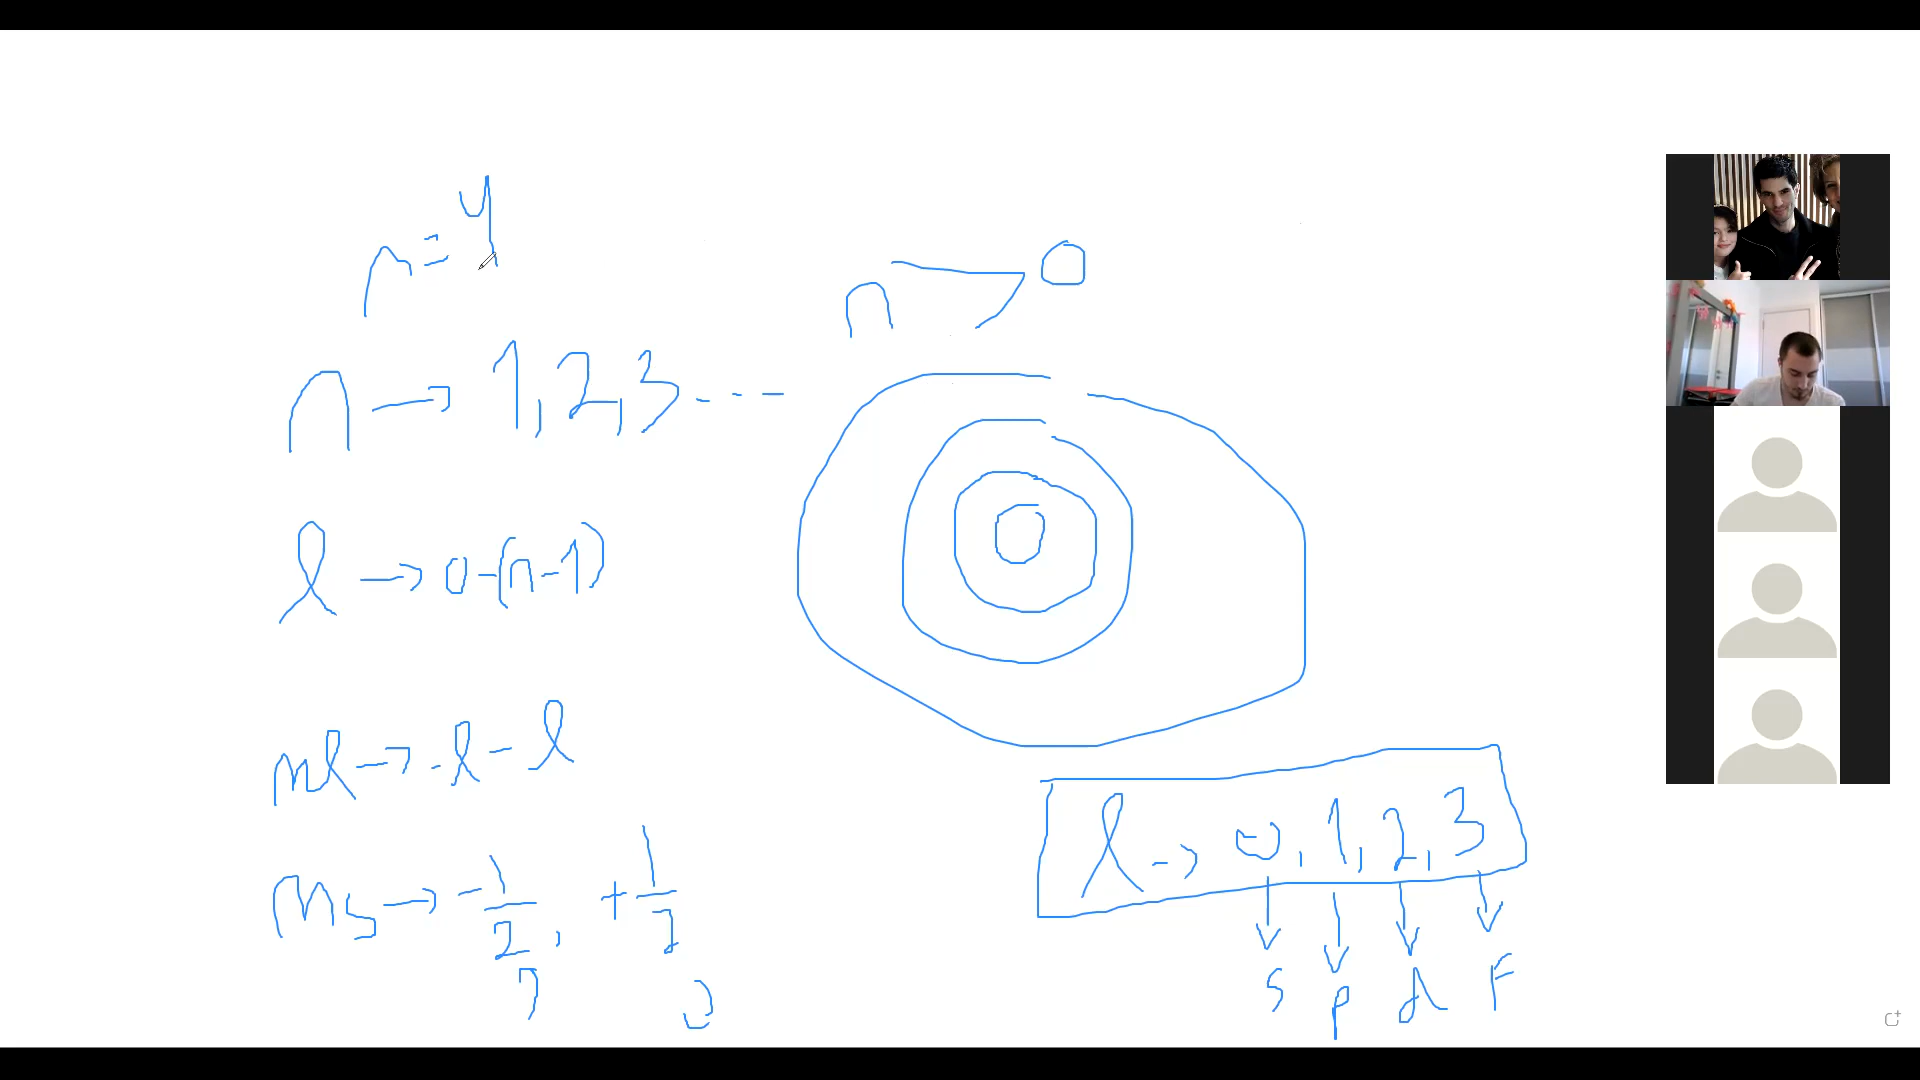 n = 4
n → 0
n → 1, 2, 3 - - -
l → 0 - (n - 1)
ml → -l - l
ms → -1/2, +1/2
l → 0, 1, 2, 3
s p d F